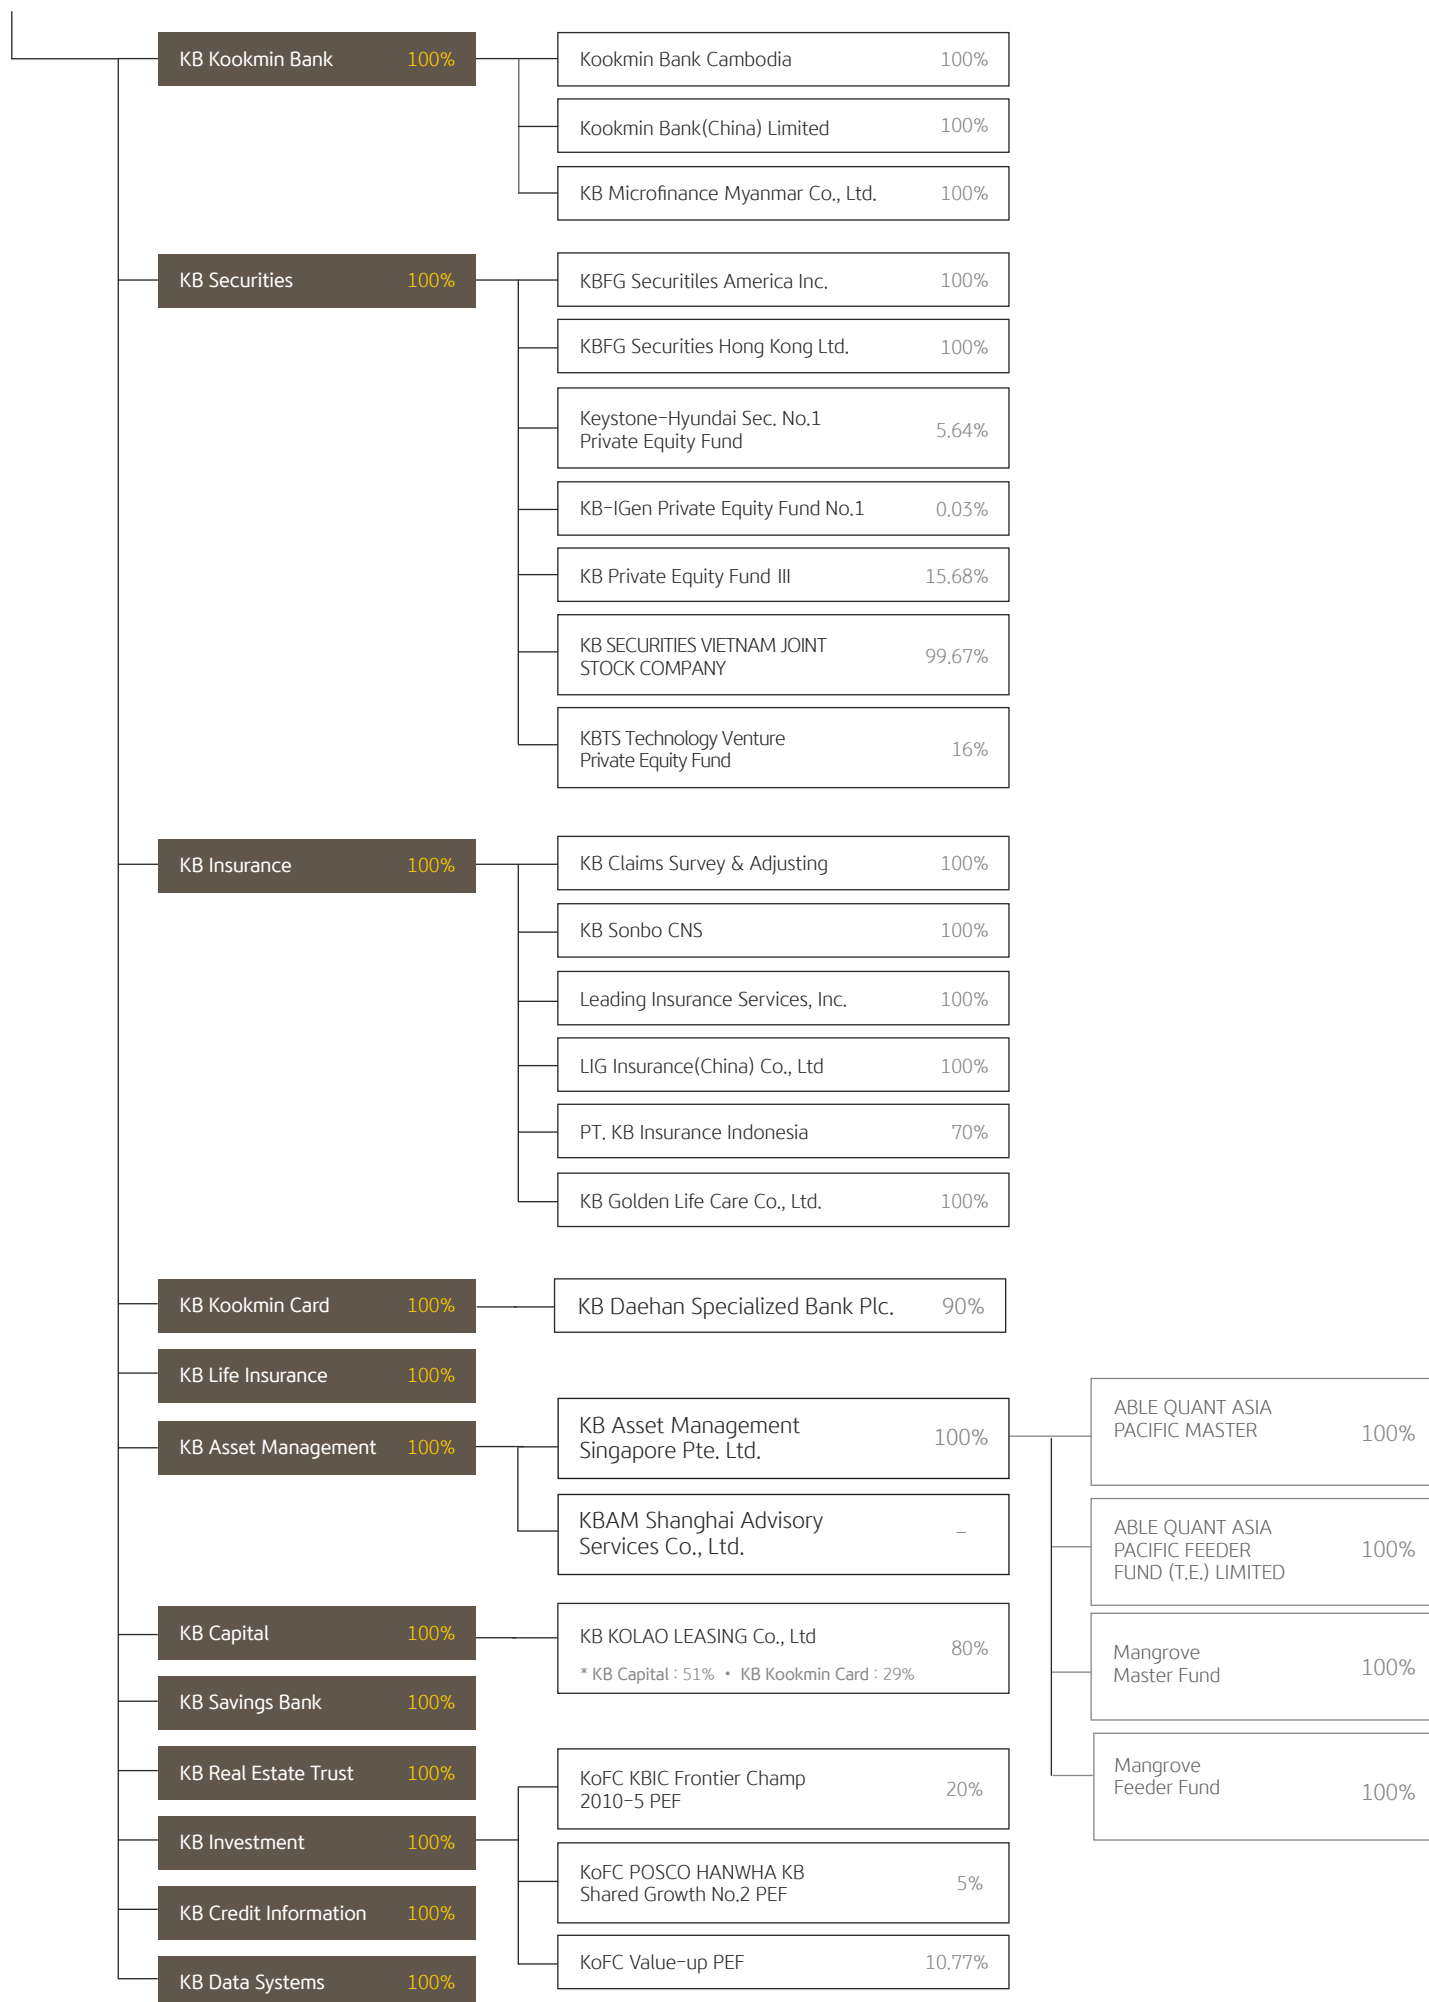 KB Kookmin Bank 100%
Kookmin Bank Cambodia 100%
Kookmin Bank(China) Limited 100%
KB Microfinance Myanmar Co., Ltd. 100%
KB Securities 100%
KBFG Securitiles America Inc. 100%
KBFG Securities Hong Kong Ltd. 100%
Keystone-Hyundai Sec. No.1
Private Equity Fund
5.64%
KB-IGen Private Equity Fund No.1 0.03%
KB Private Equity Fund III 15.68%
KB SECURITIES VIETNAM JOINT
STOCK COMPANY
99.67%
KBTS Technology Venture
Private Equity Fund
16%
KB Insurance 100%
KB Claims Survey & Adjusting 100%
KB Sonbo CNS 100%
Leading Insurance Services, Inc. 100%
LIG Insurance(China) Co., Ltd 100%
PT. KB Insurance Indonesia 70%
KB Golden Life Care Co., Ltd. 100%
KB Kookmin Card 100%
KB Daehan Specialized Bank Plc. 90%
KB Life Insurance 100%
KB Asset Management 100%
KB Asset Management
Singapore Pte. Ltd.
100%
ABLE QUANT ASIA
PACIFIC MASTER
100%
ABLE QUANT ASIA
PACIFIC FEEDER
FUND (T.E.) LIMITED
100%
Mangrove
Master Fund
100%
Mangrove
Feeder Fund
100%
KBAM Shanghai Advisory
Services Co., Ltd.
–
KB Capital 100%
KB KOLAO LEASING Co., Ltd
80%
* KB Capital : 51% • KB Kookmin Card : 29%
KB Savings Bank 100%
KB Real Estate Trust 100%
KB Investment 100%
KoFC KBIC Frontier Champ
2010-5 PEF
20%
KoFC POSCO HANWHA KB
Shared Growth No.2 PEF
5%
KoFC Value-up PEF 10.77%
KB Credit Information 100%
KB Data Systems 100%